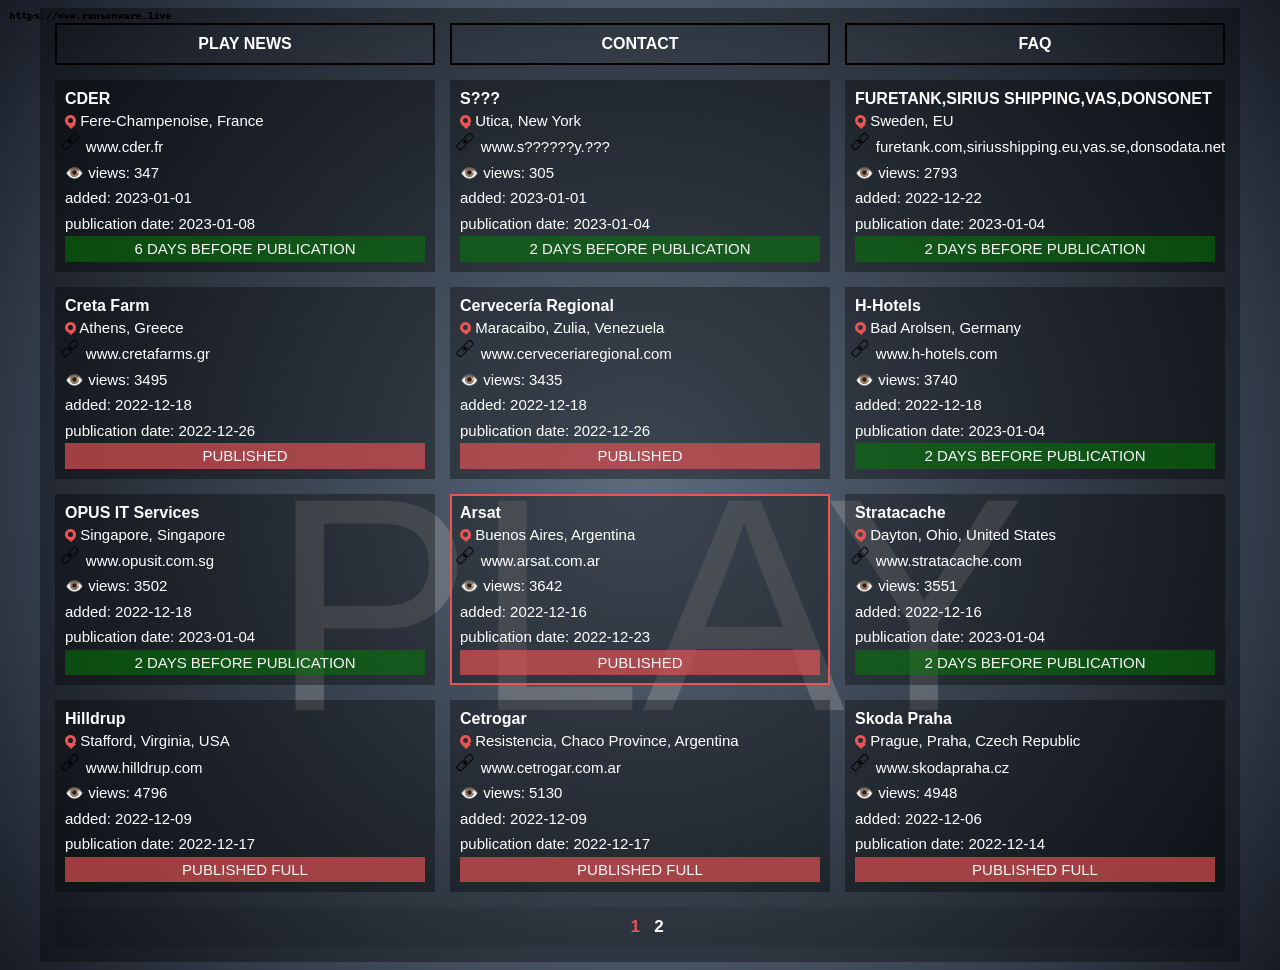 https://www.ransomware.live
PLAY NEWS
CONTACT
FAQ
CDER
Fere-Champenoise, France
www.cder.fr
views: 347
added: 2023-01-01
publication date: 2023-01-08
6 DAYS BEFORE PUBLICATION
S???
Utica, New York
www.s??????y.???
views: 305
added: 2023-01-01
publication date: 2023-01-04
2 DAYS BEFORE PUBLICATION
FURETANK,SIRIUS SHIPPING,VAS,DONSONET
Sweden, EU
furetank.com,siriusshipping.eu,vas.se,donsodata.net
views: 2793
added: 2022-12-22
publication date: 2023-01-04
2 DAYS BEFORE PUBLICATION
Creta Farm
Athens, Greece
www.cretafarms.gr
views: 3495
added: 2022-12-18
publication date: 2022-12-26
PUBLISHED
Cervecería Regional
Maracaibo, Zulia, Venezuela
www.cerveceriaregional.com
views: 3435
added: 2022-12-18
publication date: 2022-12-26
PUBLISHED
H-Hotels
Bad Arolsen, Germany
www.h-hotels.com
views: 3740
added: 2022-12-18
publication date: 2023-01-04
2 DAYS BEFORE PUBLICATION
OPUS IT Services
Singapore, Singapore
www.opusit.com.sg
views: 3502
added: 2022-12-18
publication date: 2023-01-04
2 DAYS BEFORE PUBLICATION
Arsat
Buenos Aires, Argentina
www.arsat.com.ar
views: 3642
added: 2022-12-16
publication date: 2022-12-23
PUBLISHED
Stratacache
Dayton, Ohio, United States
www.stratacache.com
views: 3551
added: 2022-12-16
publication date: 2023-01-04
2 DAYS BEFORE PUBLICATION
PLAY
Hilldrup
Stafford, Virginia, USA
www.hilldrup.com
views: 4796
added: 2022-12-09
publication date: 2022-12-17
PUBLISHED FULL
Cetrogar
Resistencia, Chaco Province, Argentina
www.cetrogar.com.ar
views: 5130
added: 2022-12-09
publication date: 2022-12-17
PUBLISHED FULL
Skoda Praha
Prague, Praha, Czech Republic
www.skodapraha.cz
views: 4948
added: 2022-12-06
publication date: 2022-12-14
PUBLISHED FULL
1 2